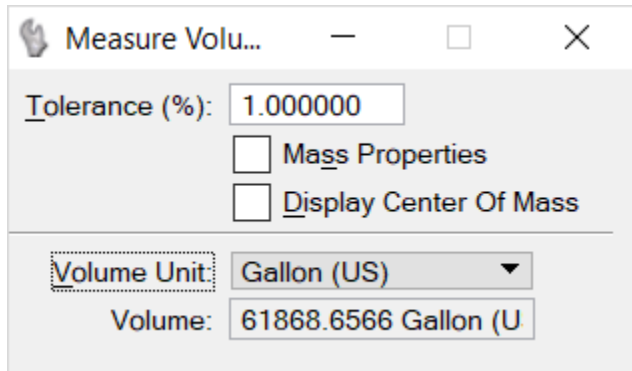 Measure Volu...
Tolerance (%): 1.000000
Mass Properties
Display Center Of Mass
Volume Unit: Gallon (US)
Volume: 61868.6566 Gallon (U